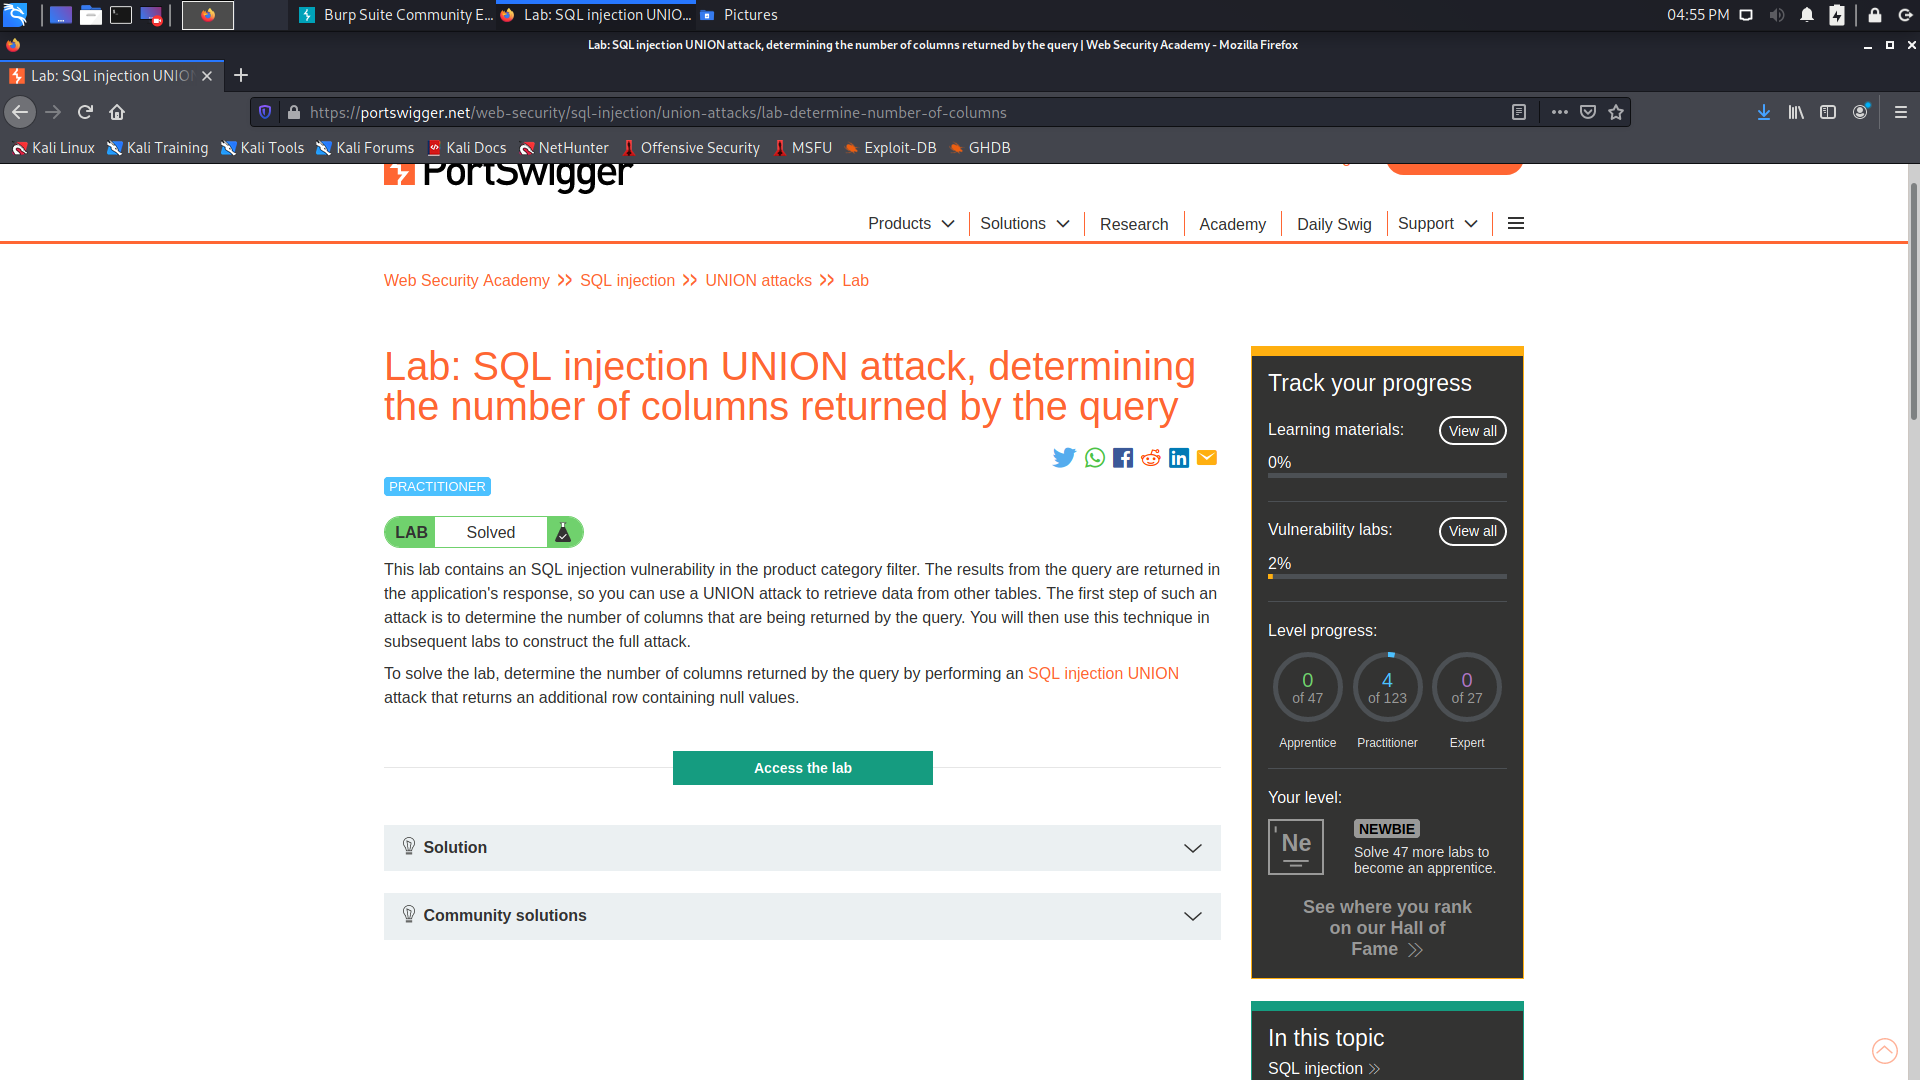 Burp Suite Community E...
Lab: SQL injection UNIO...
Pictures
04:55 PM
Lab: SQL injection UNION attack, determining the number of columns returned by the query | Web Security Academy - Mozilla Firefox
Lab: SQL injection UNIO
https://portswigger.net/web-security/sql-injection/union-attacks/lab-determine-number-of-columns
Kali Linux
Kali Training
Kali Tools
Kali Forums
Kali Docs
NetHunter
Offensive Security
MSFU
Exploit-DB
GHDB
PortSwigger
Products
Solutions
Research
Academy
Daily Swig
Support
Web Security Academy >> SQL injection >> UNION attacks >> Lab
Lab: SQL injection UNION attack, determining
the number of columns returned by the query
PRACTITIONER
LAB Solved
This lab contains an SQL injection vulnerability in the product category filter. The results from the query are returned in
the application's response, so you can use a UNION attack to retrieve data from other tables. The first step of such an
attack is to determine the number of columns that are being returned by the query. You will then use this technique in
subsequent labs to construct the full attack.
To solve the lab, determine the number of columns returned by the query by performing an SQL injection UNION
attack that returns an additional row containing null values.
Access the lab
Solution
Community solutions
Track your progress
Learning materials:
View all
0%
Vulnerability labs:
View all
2%
Level progress:
0
of 47
4
of 123
0
of 27
Apprentice
Practitioner
Expert
Your level:
Ne
NEWBIE
Solve 47 more labs to
become an apprentice.
See where you rank
on our Hall of
Fame
In this topic
SQL injection